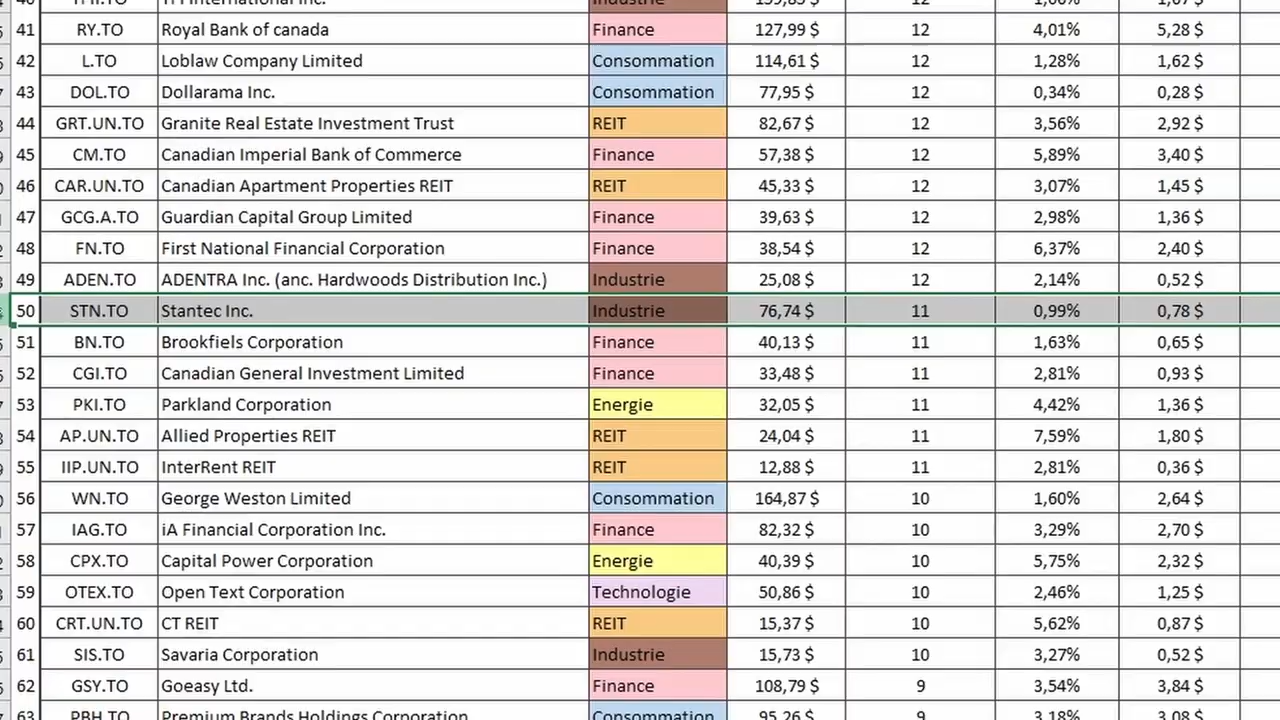 41 RY.TO Royal Bank of canada Finance 127,99 $ 12 4,01% 5,28 $
42 L.TO Loblaw Company Limited Consommation 114,61 $ 12 1,28% 1,62 $
43 DOL.TO Dollarama Inc. Consommation 77,95 $ 12 0,34% 0,28 $
44 GRT.UN.TO Granite Real Estate Investment Trust REIT 82,67 $ 12 3,56% 2,92 $
45 CM.TO Canadian Imperial Bank of Commerce Finance 57,38 $ 12 5,89% 3,40 $
46 CAR.UN.TO Canadian Apartment Properties REIT REIT 45,33 $ 12 3,07% 1,45 $
47 GCG.A.TO Guardian Capital Group Limited Finance 39,63 $ 12 2,98% 1,36 $
48 FN.TO First National Financial Corporation Finance 38,54 $ 12 6,37% 2,40 $
49 ADEN.TO ADENTRA Inc. (anc. Hardwoods Distribution Inc.) Industrie 25,08 $ 12 2,14% 0,52 $
50 STN.TO Stantec Inc. Industrie 76,74 $ 11 0,99% 0,78 $
51 BN.TO Brookfiels Corporation Finance 40,13 $ 11 1,63% 0,65 $
52 CGI.TO Canadian General Investment Limited Finance 33,48 $ 11 2,81% 0,93 $
53 PKI.TO Parkland Corporation Energie 32,05 $ 11 4,42% 1,36 $
54 AP.UN.TO Allied Properties REIT REIT 24,04 $ 11 7,59% 1,80 $
55 IIP.UN.TO InterRent REIT REIT 12,88 $ 11 2,81% 0,36 $
56 WN.TO George Weston Limited Consommation 164,87 $ 10 1,60% 2,64 $
57 IAG.TO iA Financial Corporation Inc. Finance 82,32 $ 10 3,29% 2,70 $
58 CPX.TO Capital Power Corporation Energie 40,39 $ 10 5,75% 2,32 $
59 OTEX.TO Open Text Corporation Technologie 50,86 $ 10 2,46% 1,25 $
60 CRT.UN.TO CT REIT REIT 15,37 $ 10 5,62% 0,87 $
61 SIS.TO Savaria Corporation Industrie 15,73 $ 10 3,27% 0,52 $
62 GSY.TO Goeasy Ltd. Finance 108,79 $ 9 3,54% 3,84 $
63 PBH.TO Premium Brands Holdings Corporation Consommation 95,26 $ 9 3,18% 3,08 $